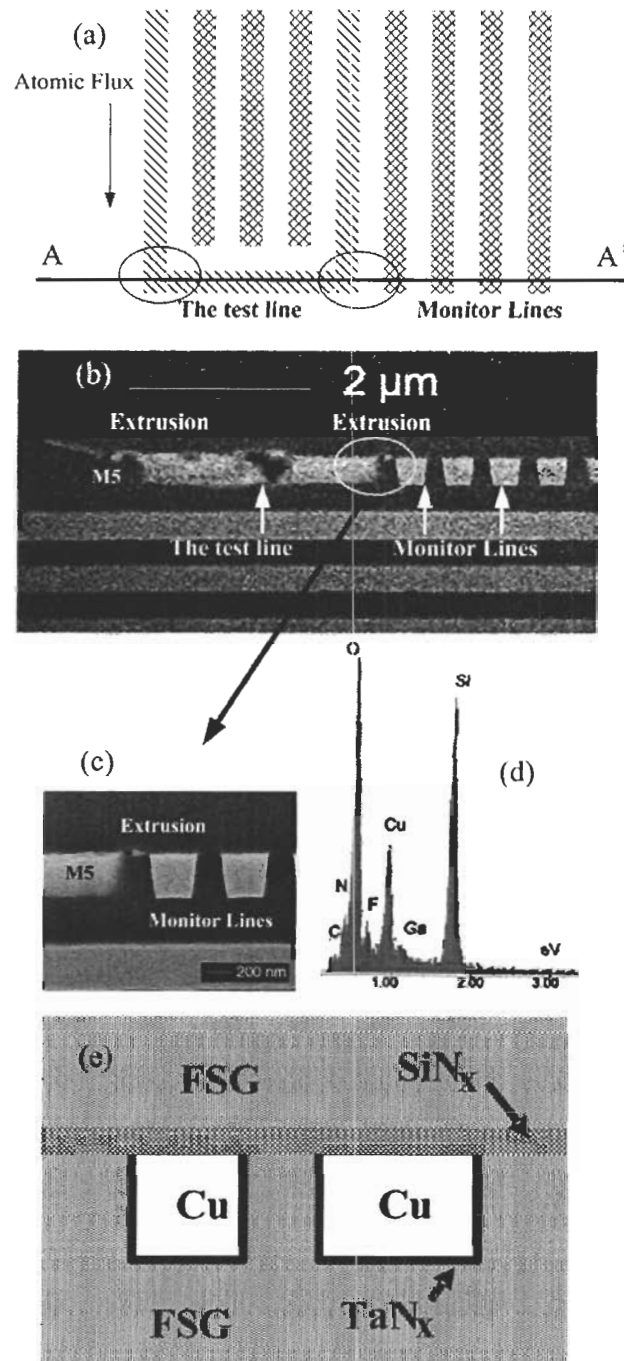 (a)
Atomic Flux
A
A'
The test line
Monitor Lines
(b)
2 µm
Extrusion
Extrusion
M5
The test line
Monitor Lines
(c)
Extrusion
M5
Monitor Lines
200 nm
(d)
O
Si
Cu
N
F
C
Ga
eV
1.00
2.00
3.00
(e)
FSG
SiNx
Cu
Cu
FSG
TaNx